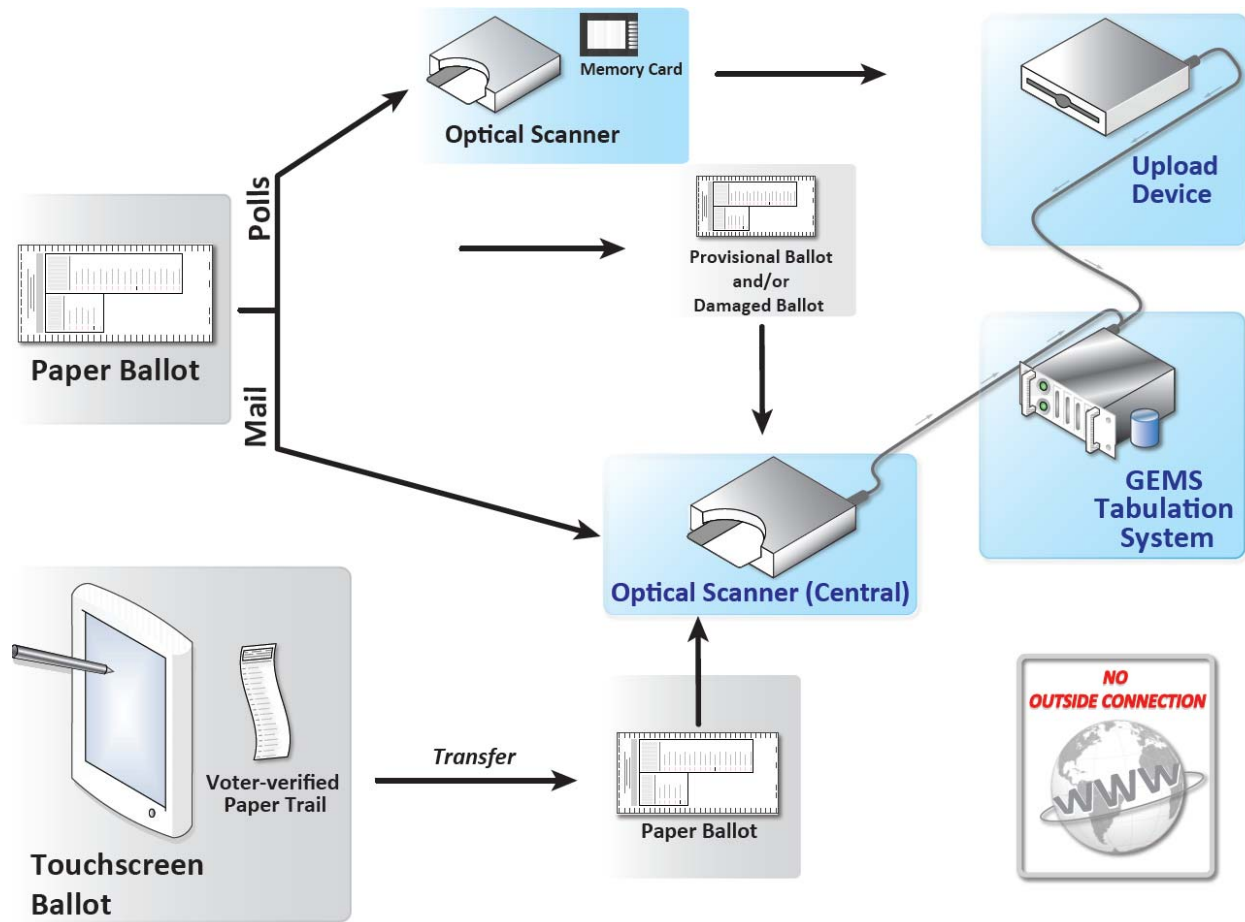 Memory Card
Optical Scanner
Upload
Device
Polls
Provisional Ballot
and/or
Damaged Ballot
Paper Ballot
Mail
GEMS
Tabulation
System
Optical Scanner (Central)
NO
OUTSIDE CONNECTION
WWW
Transfer
Voter-verified
Paper Trail
Paper Ballot
Touchscreen
Ballot